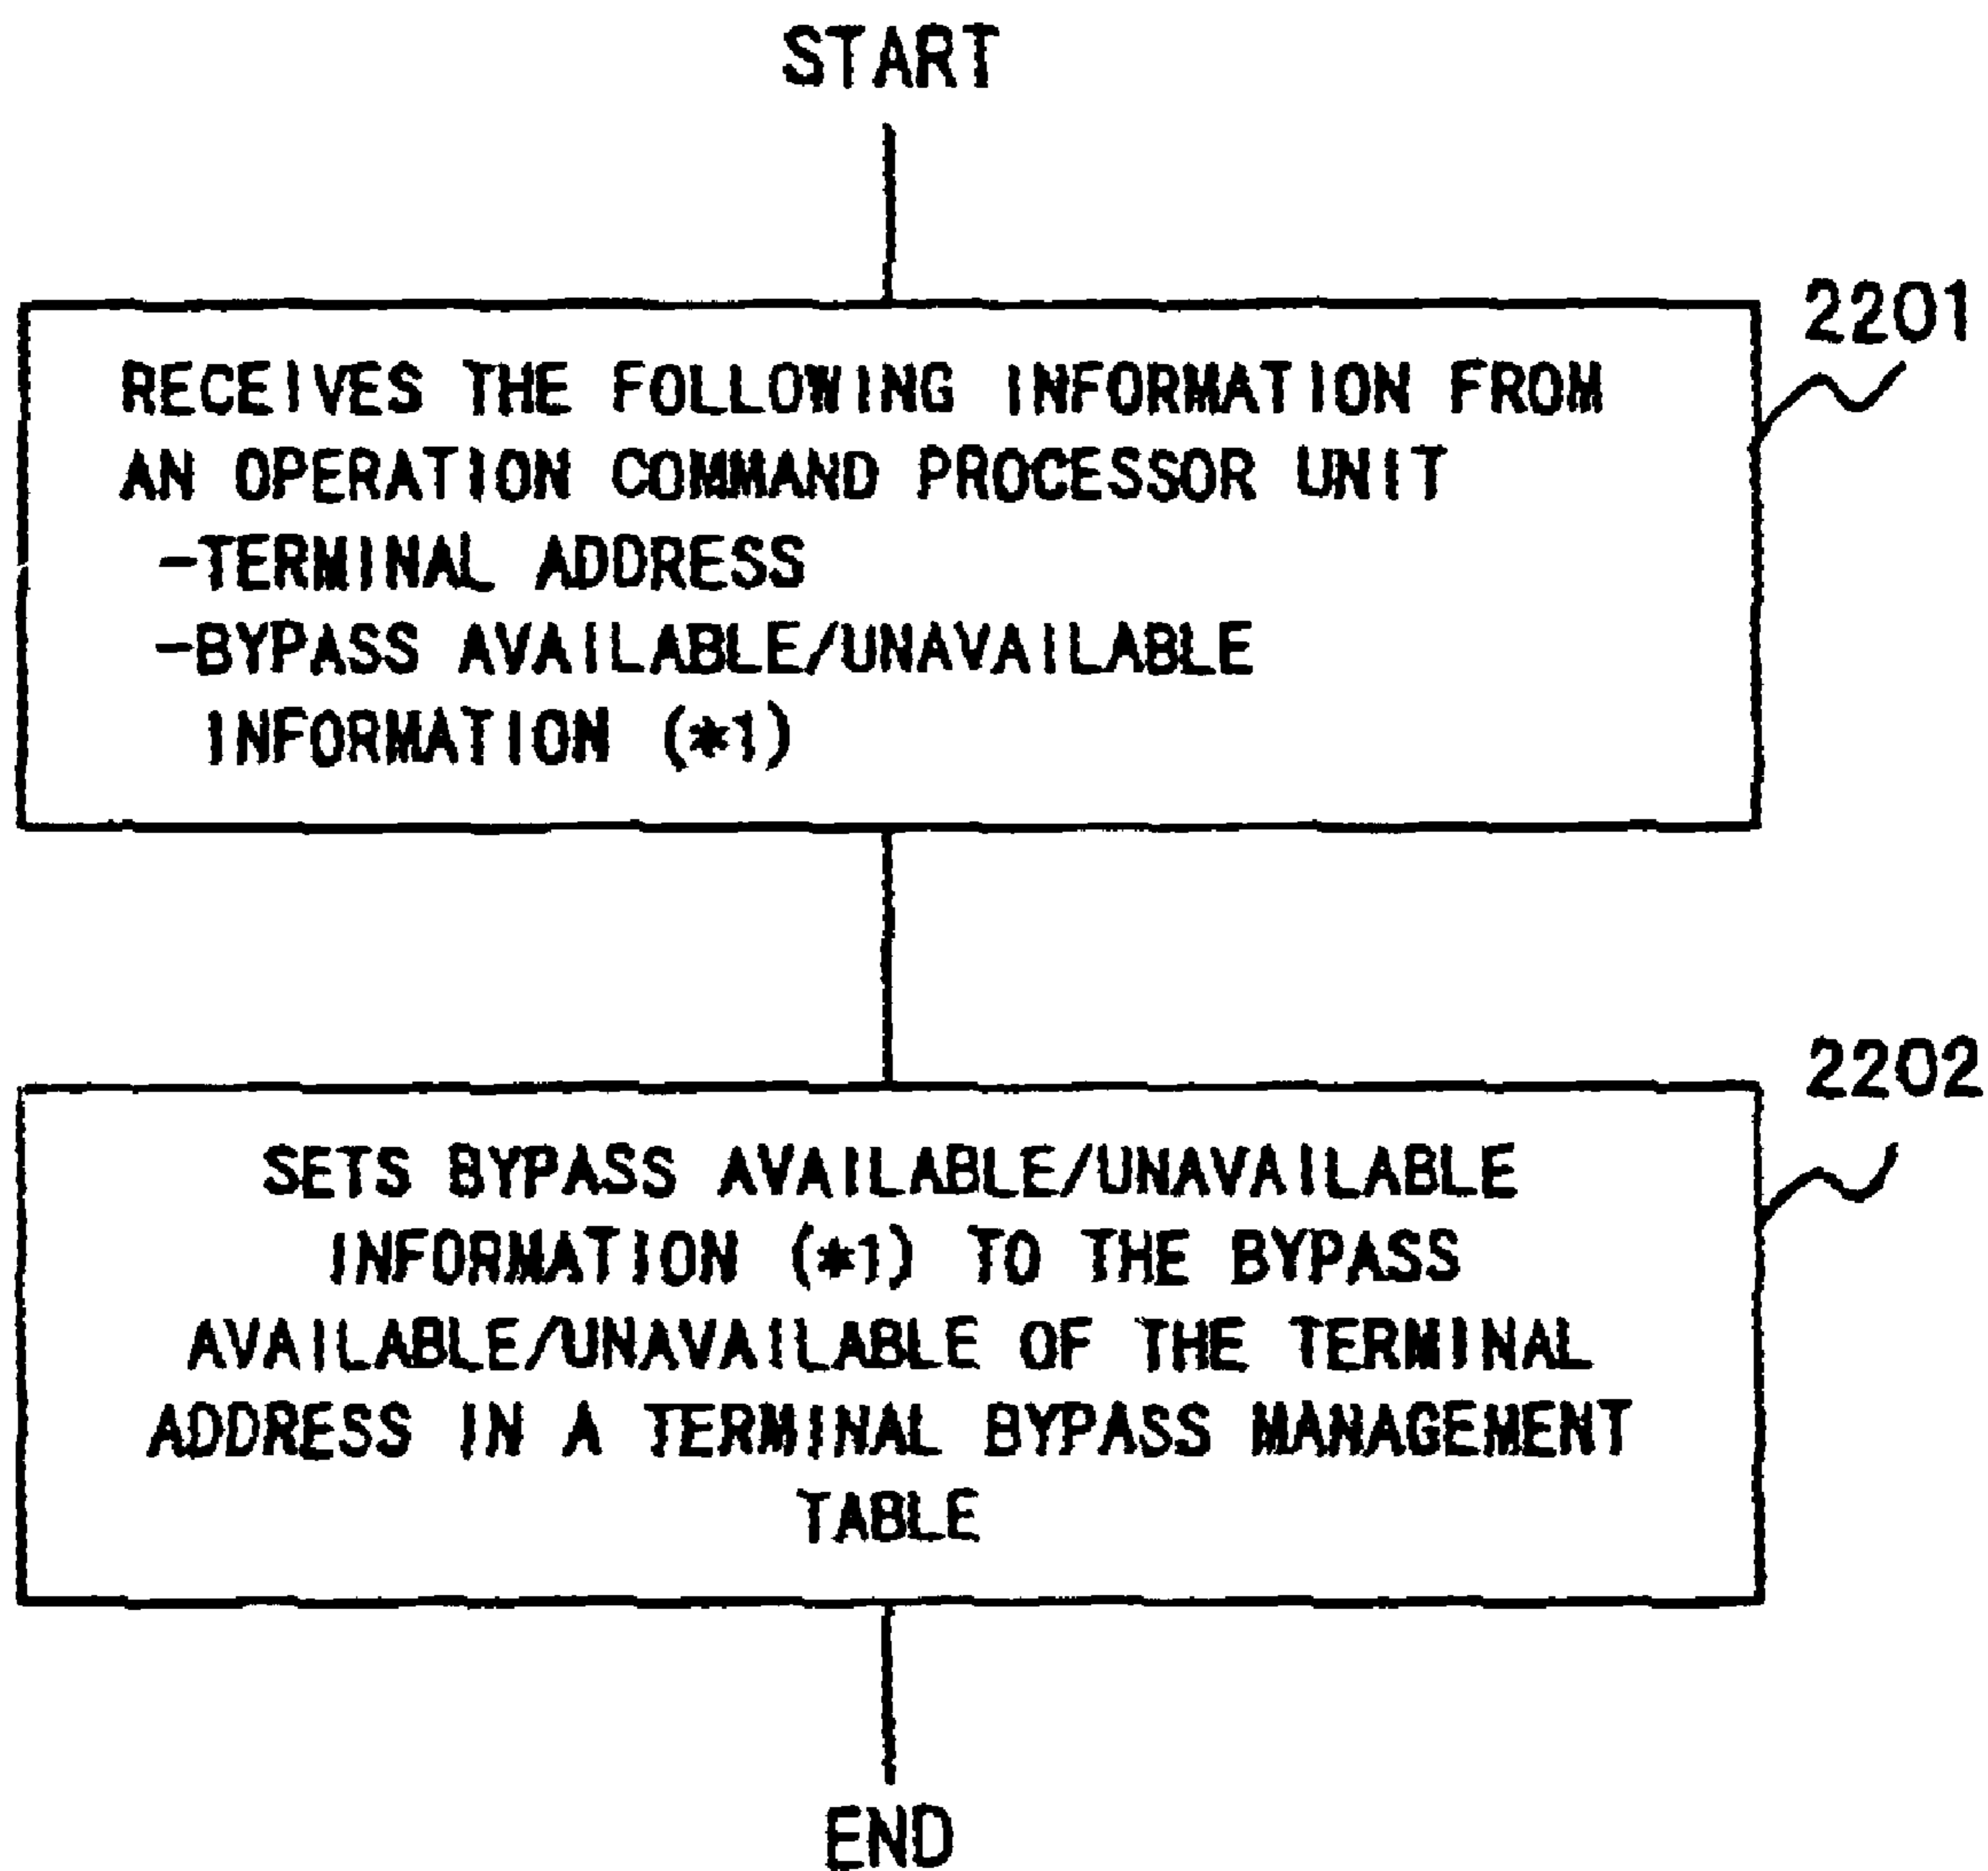 START
2201
RECEIVES THE FOLLOWING INFORMATION FROM
AN OPERATION COMMAND PROCESSOR UNIT
-TERMINAL ADDRESS
-BYPASS AVAILABLE/UNAVAILABLE
INFORMATION (*1)
2202
SETS BYPASS AVAILABLE/UNAVAILABLE
INFORMATION (*1) TO THE BYPASS
AVAILABLE/UNAVAILABLE OF THE TERMINAL
ADDRESS IN A TERMINAL BYPASS MANAGEMENT
TABLE
END